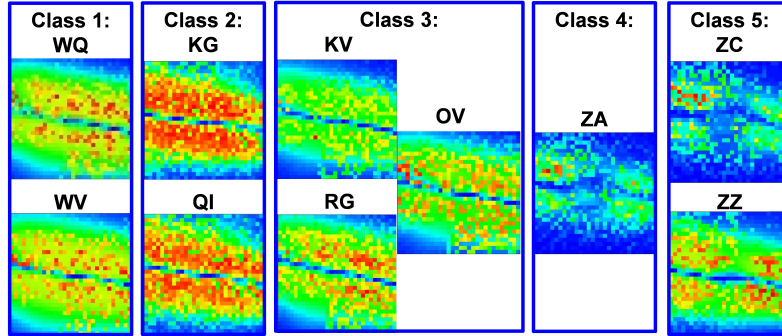 Class 1:
WQ
WV
Class 2:
KG
QI
Class 3:
KV
OV
RG
Class 4:
ZA
Class 5:
ZC
ZZ